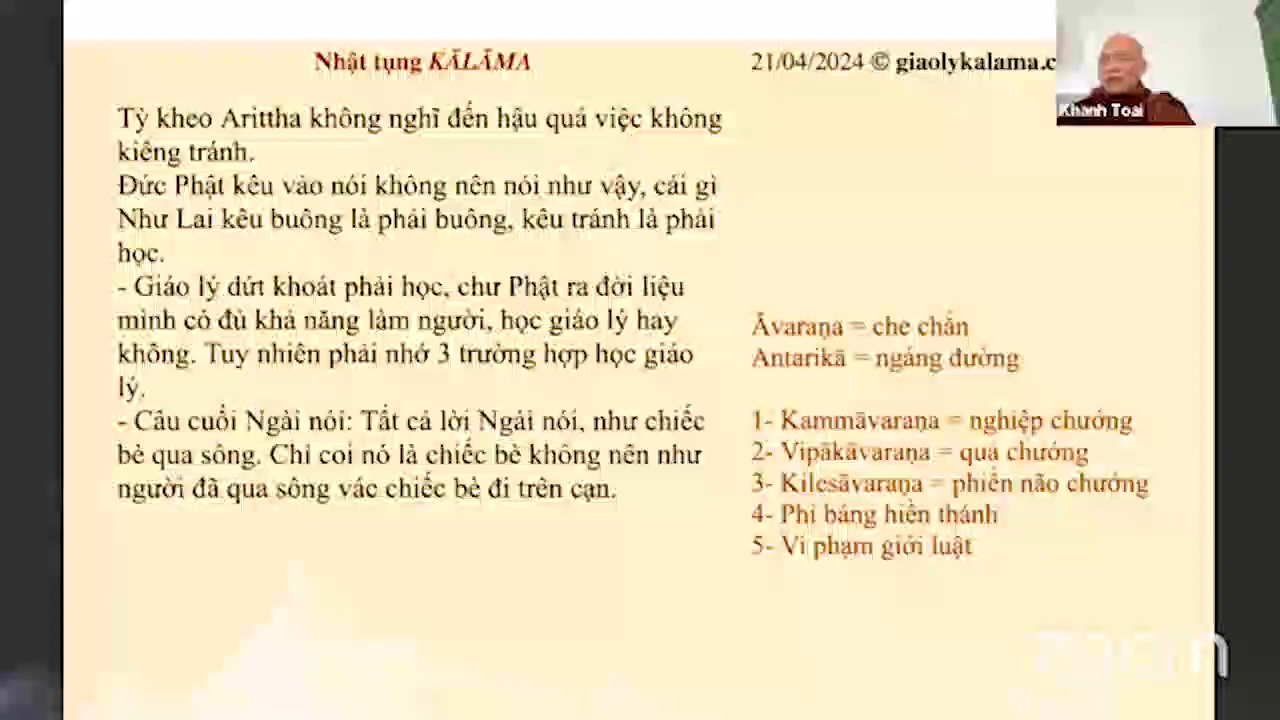 Nhật tụng KĀLĀMA
21/04/2024 © giaolykalama.c
Khanh Toai
Tỳ kheo Arittha không nghĩ đến hậu quả việc không
kiêng tránh.
Đức Phật kêu vào nói không nên nói như vậy, cái gì
Như Lai kêu buông là phải buông, kêu tránh là phải
học.
- Giáo lý dứt khoát phải học, chư Phật ra đời liệu
mình có đủ khả năng làm người, học giáo lý hay
không. Tuy nhiên phải nhớ 3 trường hợp học giáo
lý.
- Câu cuối Ngài nói: Tất cả lời Ngài nói, như chiếc
bè qua sông. Chỉ coi nó là chiếc bè không nên như
người đã qua sông vác chiếc bè đi trên cạn.
Āvaraṇa = che chắn
Antarikā = ngáng đường
1- Kammāvaraṇa = nghiệp chướng
2- Vipākāvaraṇa = quả chướng
3- Kilesāvaraṇa = phiền não chướng
4- Phỉ báng hiền thánh
5- Vi phạm giới luật
zoom